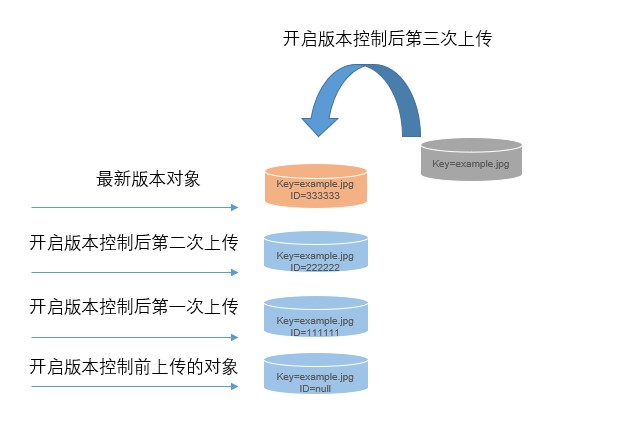 开启版本控制后第三次上传
Key=example.jpg
最新版本对象
Key=example.jpg
ID=333333
开启版本控制后第二次上传
Key=example.jpg
ID=222222
开启版本控制后第一次上传
Key=example.jpg
ID=111111
开启版本控制前上传的对象
Key=example.jpg
ID=null